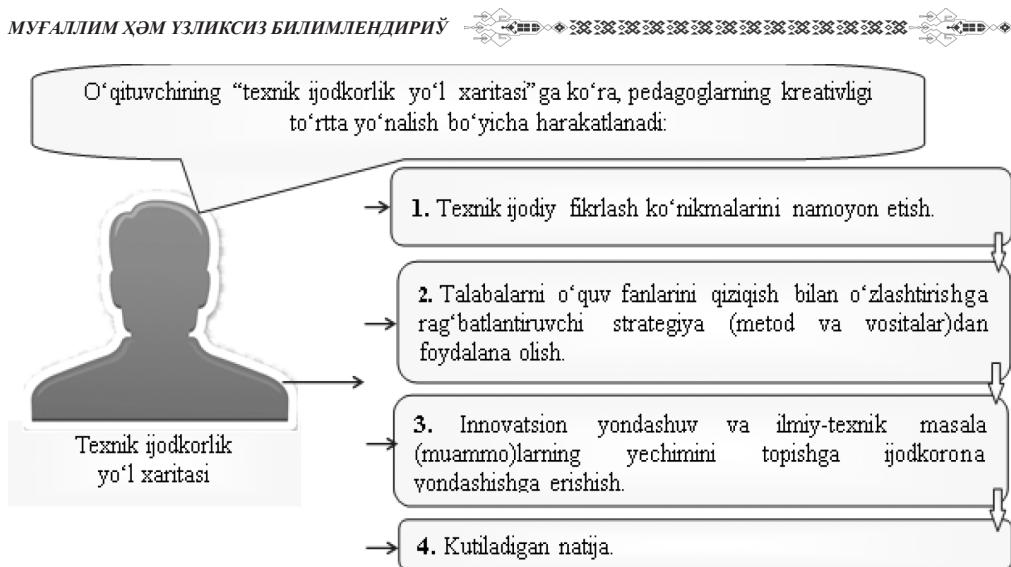 МУҒАЛЛИМ ҲӘМ ҮЗЛИКСИЗ БИЛИМЛЕНДИРИЎ
O‘qituvchining “texnik ijodkorlik yo‘l xaritasi”ga ko‘ra, pedagoglarning kreativligi
to‘rtta yo‘nalish bo‘yicha harakatlanadi:
1. Texnik ijodiy fikrlash ko‘nikmalarini namoyon etish.
2. Talabalarni o‘quv fanlarini qiziqish bilan o‘zlashtirishga
rag‘batlantiruvchi strategiya (metod va vositalar)dan
foydalana olish.
3. Innovatsion yondashuv va ilmiy-texnik masala
(muammo)larning yechimini topishga ijodkorona
yondashishga erishish.
4. Kutiladigan natija.
Texnik ijodkorlik
yo‘l xaritasi